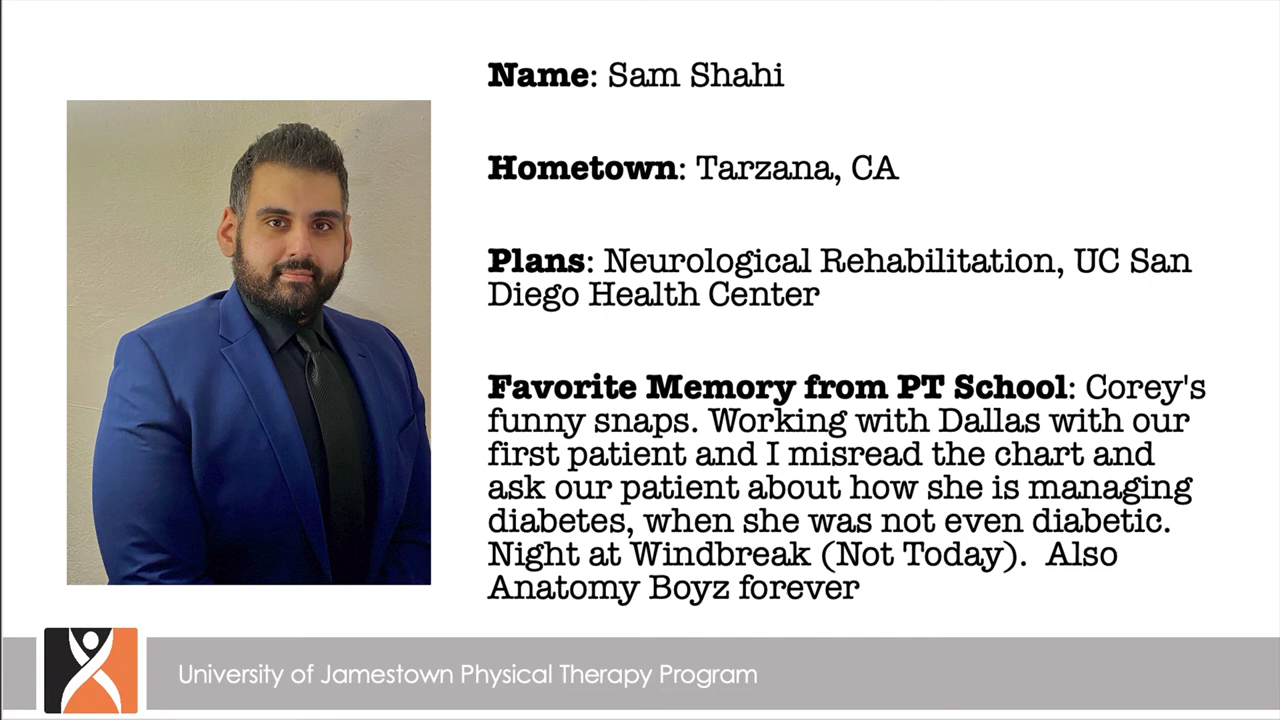 Name: Sam Shahi
Hometown: Tarzana, CA
Plans: Neurological Rehabilitation, UC San
Diego Health Center
Favorite Memory from PT School: Corey's
funny snaps. Working with Dallas with our
first patient and I misread the chart and
ask our patient about how she is managing
diabetes, when she was not even diabetic.
Night at Windbreak (Not Today).  Also
Anatomy Boyz forever
University of Jamestown Physical Therapy Program